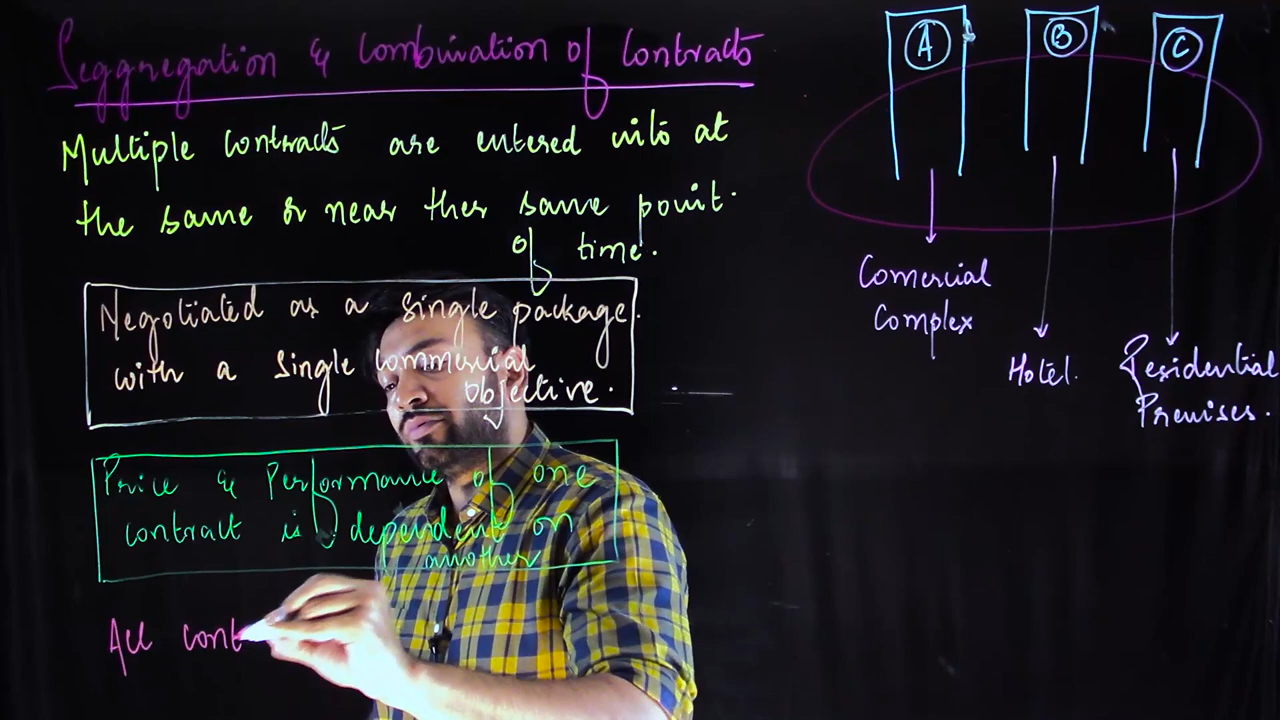 Seggregation & Combination of Contracts
Multiple Contracts are entered into at
the same or near ther same point.
of time.
Negotiated as a single package.
with a single commercial
objective.
Price & Performance of one
contract is dependent on
another
All cont
A
B
C
Comercial
Complex
Hotel.
Residential
Premises.